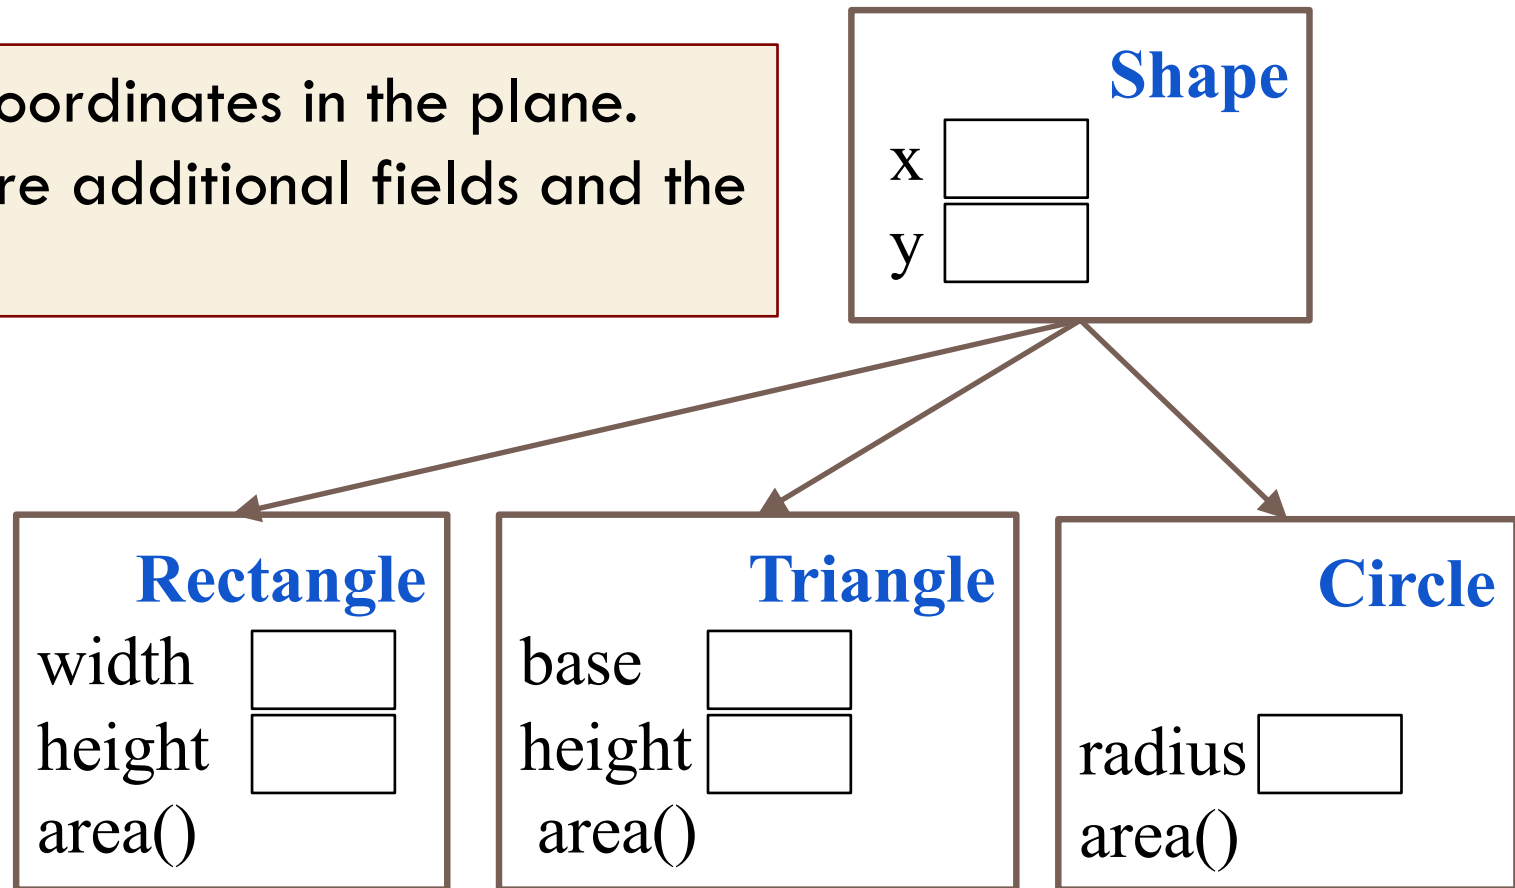 oordinates in the plane.
re additional fields and the
Shape
x
y
Rectangle
width
height
area()
Triangle
base
height
area()
Circle
radius
area()